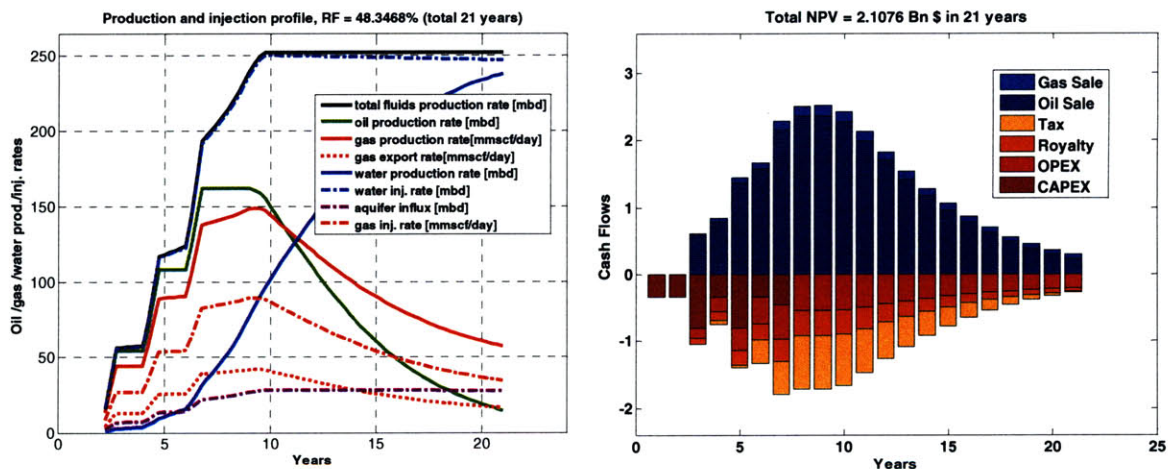 Production and injection profile, RF = 48.3468% (total 21 years)
Oil /gas /water prod./inj. rates
250
200
150
100
50
0
total fluids production rate [mbd]
oil production rate [mbd]
gas production rate[mmscf/day]
gas export rate[mmscf/day]
water production rate [mbd]
water inj. rate [mbd]
aquifer influx [mbd]
gas inj. rate [mmscf/day]
0 5 10 15 20
Years
Total NPV = 2.1076 Bn $ in 21 years
Cash Flows
3
2
1
0
-1
-2
Gas Sale
Oil Sale
Tax
Royalty
OPEX
CAPEX
0 5 10 15 20 25
Years